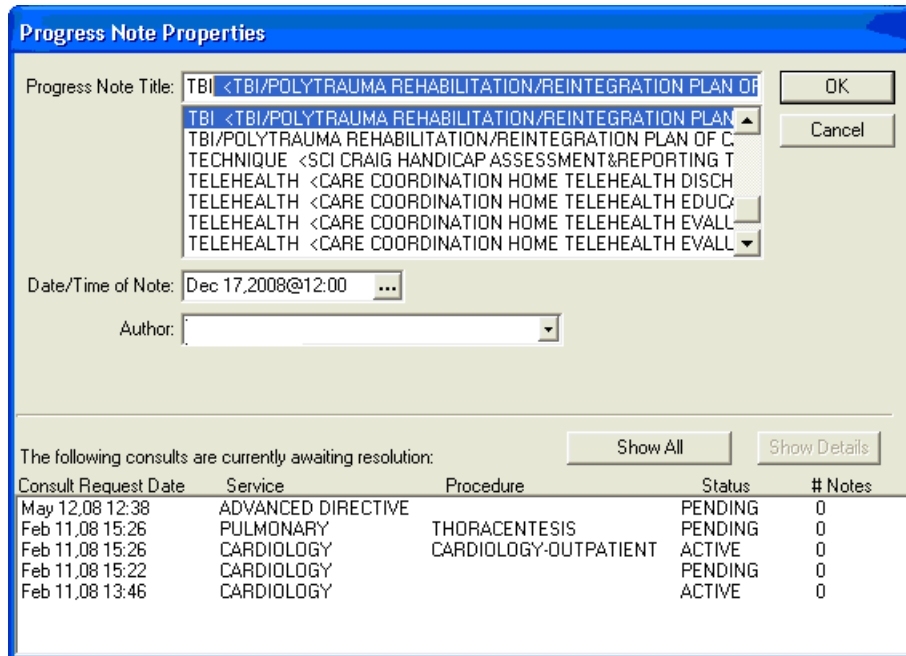 Progress Note Properties
Progress Note Title: TBI <TBI/POLYTRAUMA REHABILITATION/REINTEGRATION PLAN OF
OK
TBI <TBI/POLYTRAUMA REHABILITATION/REINTEGRATION PLAN
Cancel
TBI/POLYTRAUMA REHABILITATION/REINTEGRATION PLAN OF C
TECHNIQUE <SCI CRAIG HANDICAP ASSESSMENT&REPORTING T
TELEHEALTH <CARE COORDINATION HOME TELEHEALTH DISCH
TELEHEALTH <CARE COORDINATION HOME TELEHEALTH EDUCA
TELEHEALTH <CARE COORDINATION HOME TELEHEALTH EVALU
TELEHEALTH <CARE COORDINATION HOME TELEHEALTH EVALU
Date/Time of Note: Dec 17,2008@12:00 ...
Author:
Show All Show Details
The following consults are currently awaiting resolution:
Consult Request Date Service Procedure Status # Notes
May 12,08 12:38 ADVANCED DIRECTIVE PENDING 0
Feb 11,08 15:26 PULMONARY THORACENTESIS PENDING 0
Feb 11,08 15:26 CARDIOLOGY CARDIOLOGY-OUTPATIENT ACTIVE 0
Feb 11,08 15:22 CARDIOLOGY PENDING 0
Feb 11,08 13:46 CARDIOLOGY ACTIVE 0